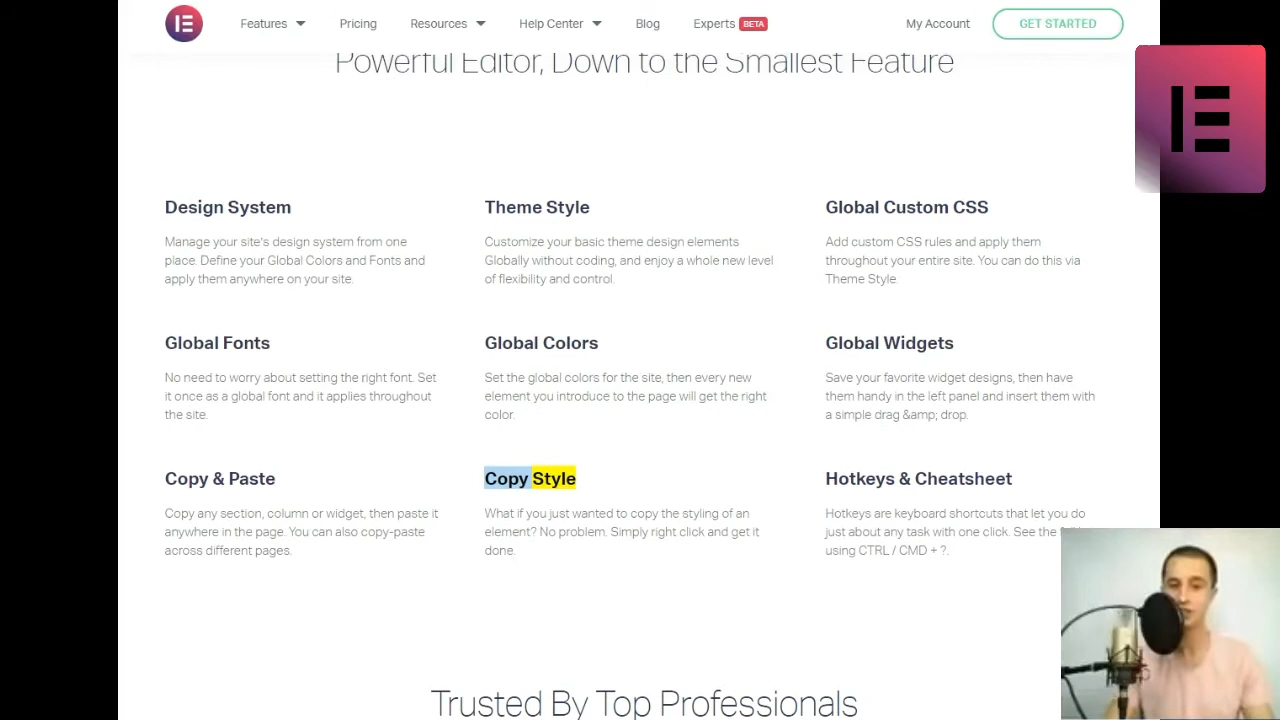 Features Pricing Resources Help Center Blog Experts BETA My Account GET STARTED
Powerful Editor, Down to the Smallest Feature
Design System
Manage your site's design system from one
place. Define your Global Colors and Fonts and
apply them anywhere on your site.
Theme Style
Customize your basic theme design elements
Globally without coding, and enjoy a whole new level
of flexibility and control.
Global Custom CSS
Add custom CSS rules and apply them
throughout your entire site. You can do this via
Theme Style.
Global Fonts
No need to worry about setting the right font. Set
it once as a global font and it applies throughout
the site.
Global Colors
Set the global colors for the site, then every new
element you introduce to the page will get the right
color.
Global Widgets
Save your favorite widget designs, then have
them handy in the left panel and insert them with
a simple drag &amp; drop.
Copy & Paste
Copy any section, column or widget, then paste it
anywhere in the page. You can also copy-paste
across different pages.
Copy Style
What if you just wanted to copy the styling of an
element? No problem. Simply right click and get it
done.
Hotkeys & Cheatsheet
Hotkeys are keyboard shortcuts that let you do
just about any task with one click. See the
using CTRL / CMD + ?.
Trusted By Top Professionals